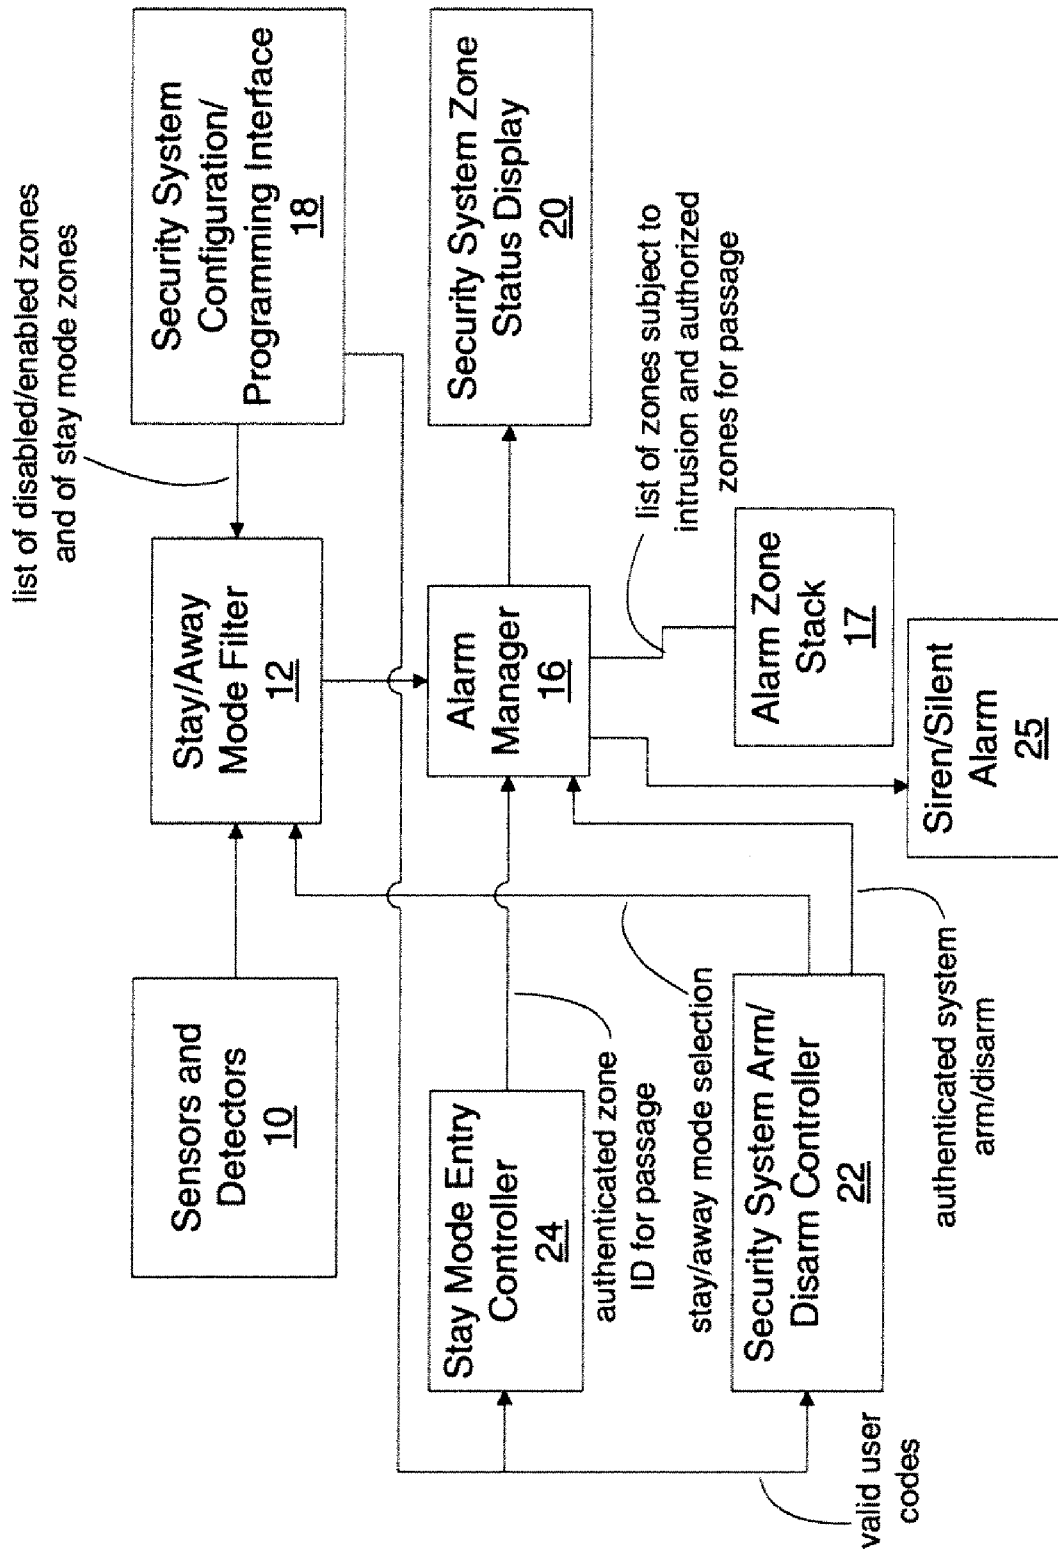 list of disabled/enabled zones
and of stay mode zones
Sensors and
Detectors
10
Stay/Away
Mode Filter
12
Security System
Configuration/
Programming Interface
18
Stay Mode Entry
Controller
24
authenticated zone
ID for passage
Alarm
Manager
16
Security System Zone
Status Display
20
stay/away mode selection
list of zones subject to
intrusion and authorized
zones for passage
Security System Arm/
Disarm Controller
22
Alarm Zone
Stack
17
valid user
codes
authenticated system
arm/disarm
Siren/Silent
Alarm
25